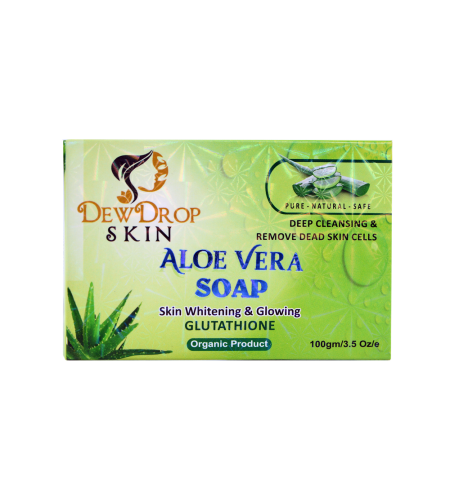 DEWDROP
SKIN
PURE - NATURAL - SAFE
DEEP CLEANSING &
REMOVE DEAD SKIN CELLS
ALOE VERA
SOAP
Skin Whitening & Glowing
GLUTATHIONE
Organic Product
100gm/3.5 Oz/e